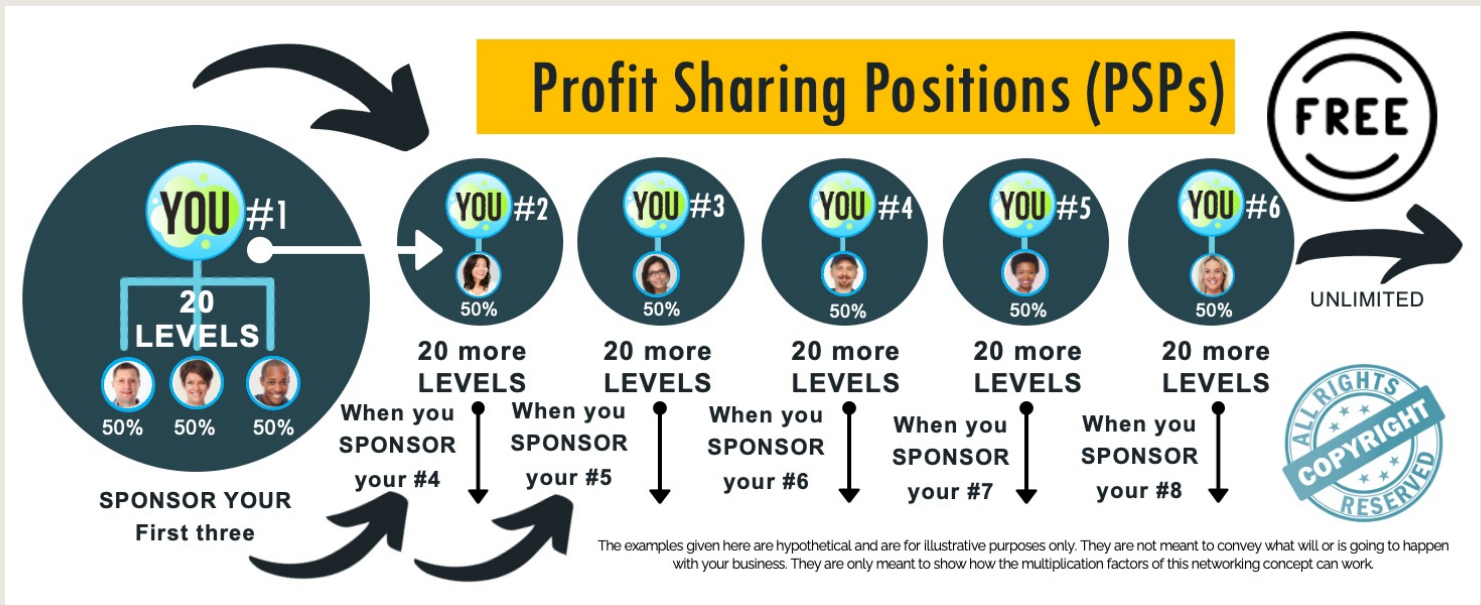 Profit Sharing Positions (PSPs)
FREE
YOU #1
20
LEVELS
50% 50% 50%
SPONSOR YOUR
First three
YOU #2
50%
20 more
LEVELS
When you
SPONSOR
your #4
YOU #3
50%
20 more
LEVELS
When you
SPONSOR
your #5
YOU #4
50%
20 more
LEVELS
When you
SPONSOR
your #6
YOU #5
50%
20 more
LEVELS
When you
SPONSOR
your #7
YOU #6
50%
20 more
LEVELS
When you
SPONSOR
your #8
UNLIMITED
ALL RIGHTS
COPYRIGHT
RESERVED
The examples given here are hypothetical and are for illustrative purposes only. They are not meant to convey what will or is going to happen
with your business. They are only meant to show how the multiplication factors of this networking concept can work.